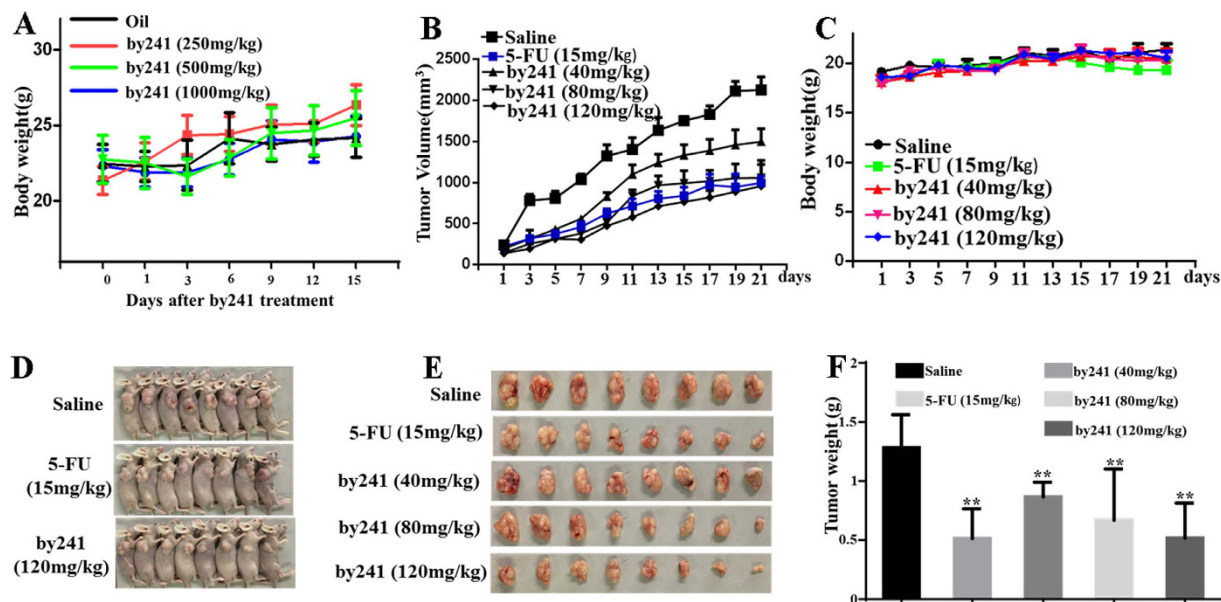 A
Oil
by241 (250mg/kg)
by241 (500mg/kg)
by241 (1000mg/kg)
Body weight(g)
30
25
20
0 1 3 6 9 12 15
Days after by241 treatment
B
Saline
5-FU (15mg/kg)
by241 (40mg/kg)
by241 (80mg/kg)
by241 (120mg/kg)
Tumor Volume(mm³)
2500
2000
1500
1000
500
0
1 3 5 7 9 11 13 15 17 19 21 days
C
Body weight(g)
20
15
10
5
0
Saline
5-FU (15mg/kg)
by241 (40mg/kg)
by241 (80mg/kg)
by241 (120mg/kg)
1 3 5 7 9 11 13 15 17 19 21 days
D
Saline
5-FU
(15mg/kg)
by241
(120mg/kg)
E
Saline
5-FU (15mg/kg)
by241 (40mg/kg)
by241 (80mg/kg)
by241 (120mg/kg)
F
Tumor weight (g)
2
1.5
1
0.5
0
Saline
by241 (40mg/kg)
5-FU (15mg/kg)
by241 (80mg/kg)
by241 (120mg/kg)
** ** ** **